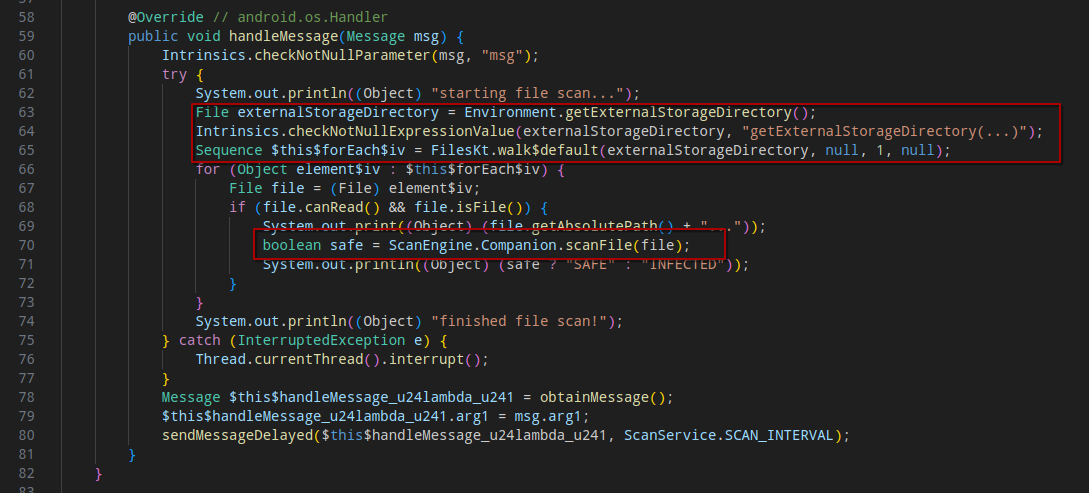 58 @Override // android.os.Handler
59 public void handleMessage(Message msg) {
60 Intrinsics.checkNotNullParameter(msg, "msg");
61 try {
62 System.out.println((Object) "starting file scan...");
63 File externalStorageDirectory = Environment.getExternalStorageDirectory();
64 Intrinsics.checkNotNullExpressionValue(externalStorageDirectory, "getExternalStorageDirectory(...)");
65 Sequence $this$forEach$iv = FilesKt.walk$default(externalStorageDirectory, null, 1, null);
66 for (Object element$iv : $this$forEach$iv) {
67 File file = (File) element$iv;
68 if (file.canRead() && file.isFile()) {
69 System.out.print((Object) (file.getAbsolutePath() + "..."));
70 boolean safe = ScanEngine.Companion.scanFile(file);
71 System.out.println((Object) (safe ? "SAFE" : "INFECTED"));
72 }
73 }
74 System.out.println((Object) "finished file scan!");
75 } catch (InterruptedException e) {
76 Thread.currentThread().interrupt();
77 }
78 Message $this$handleMessage_u24lambda_u241 = obtainMessage();
79 $this$handleMessage_u24lambda_u241.arg1 = msg.arg1;
80 sendMessageDelayed($this$handleMessage_u24lambda_u241, ScanService.SCAN_INTERVAL);
81 }
82 }